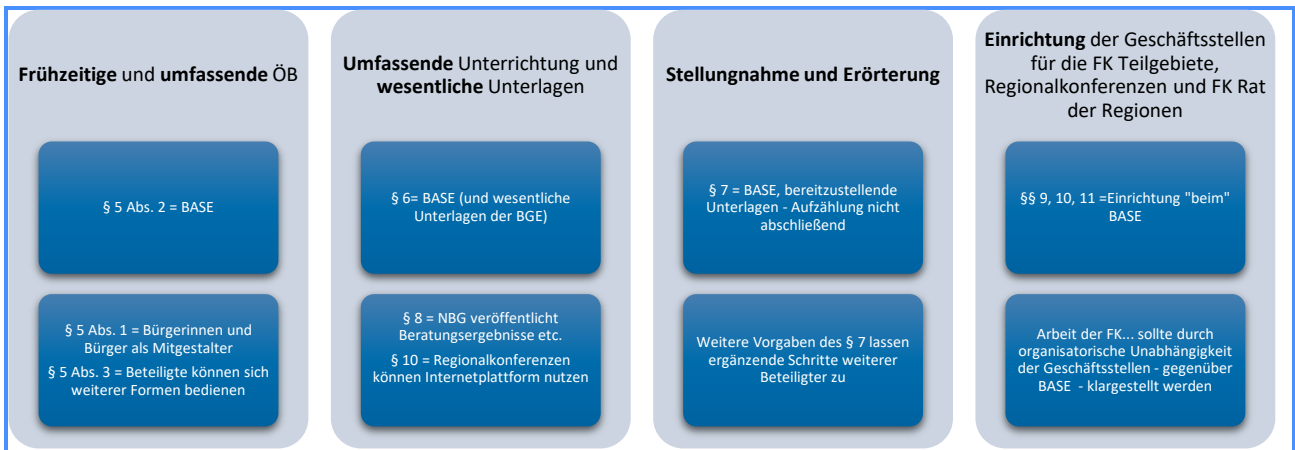 Frühzeitige und umfassende ÖB
§ 5 Abs. 2 = BASE
§ 5 Abs. 1 = Bürgerinnen und
Bürger als Mitgestalter
§ 5 Abs. 3 = Beteiligte können sich
weiterer Formen bedienen
Umfassende Unterrichtung und
wesentliche Unterlagen
§ 6= BASE (und wesentliche
Unterlagen der BGE)
§ 8 = NBG veröffentlicht
Beratungsergebnisse etc.
§ 10 = Regionalkonferenzen
können Internetplattform nutzen
Stellungnahme und Erörterung
§ 7 = BASE, bereitzustellende
Unterlagen - Aufzählung nicht
abschließend
Weitere Vorgaben des § 7 lassen
ergänzende Schritte weiterer
Beteiligter zu
Einrichtung der Geschäftsstellen
für die FK Teilgebiete,
Regionalkonferenzen und FK Rat
der Regionen
§§ 9, 10, 11 =Einrichtung "beim"
BASE
Arbeit der FK... sollte durch
organisatorische Unabhängigkeit
der Geschäftsstellen - gegenüber
BASE - klargestellt werden